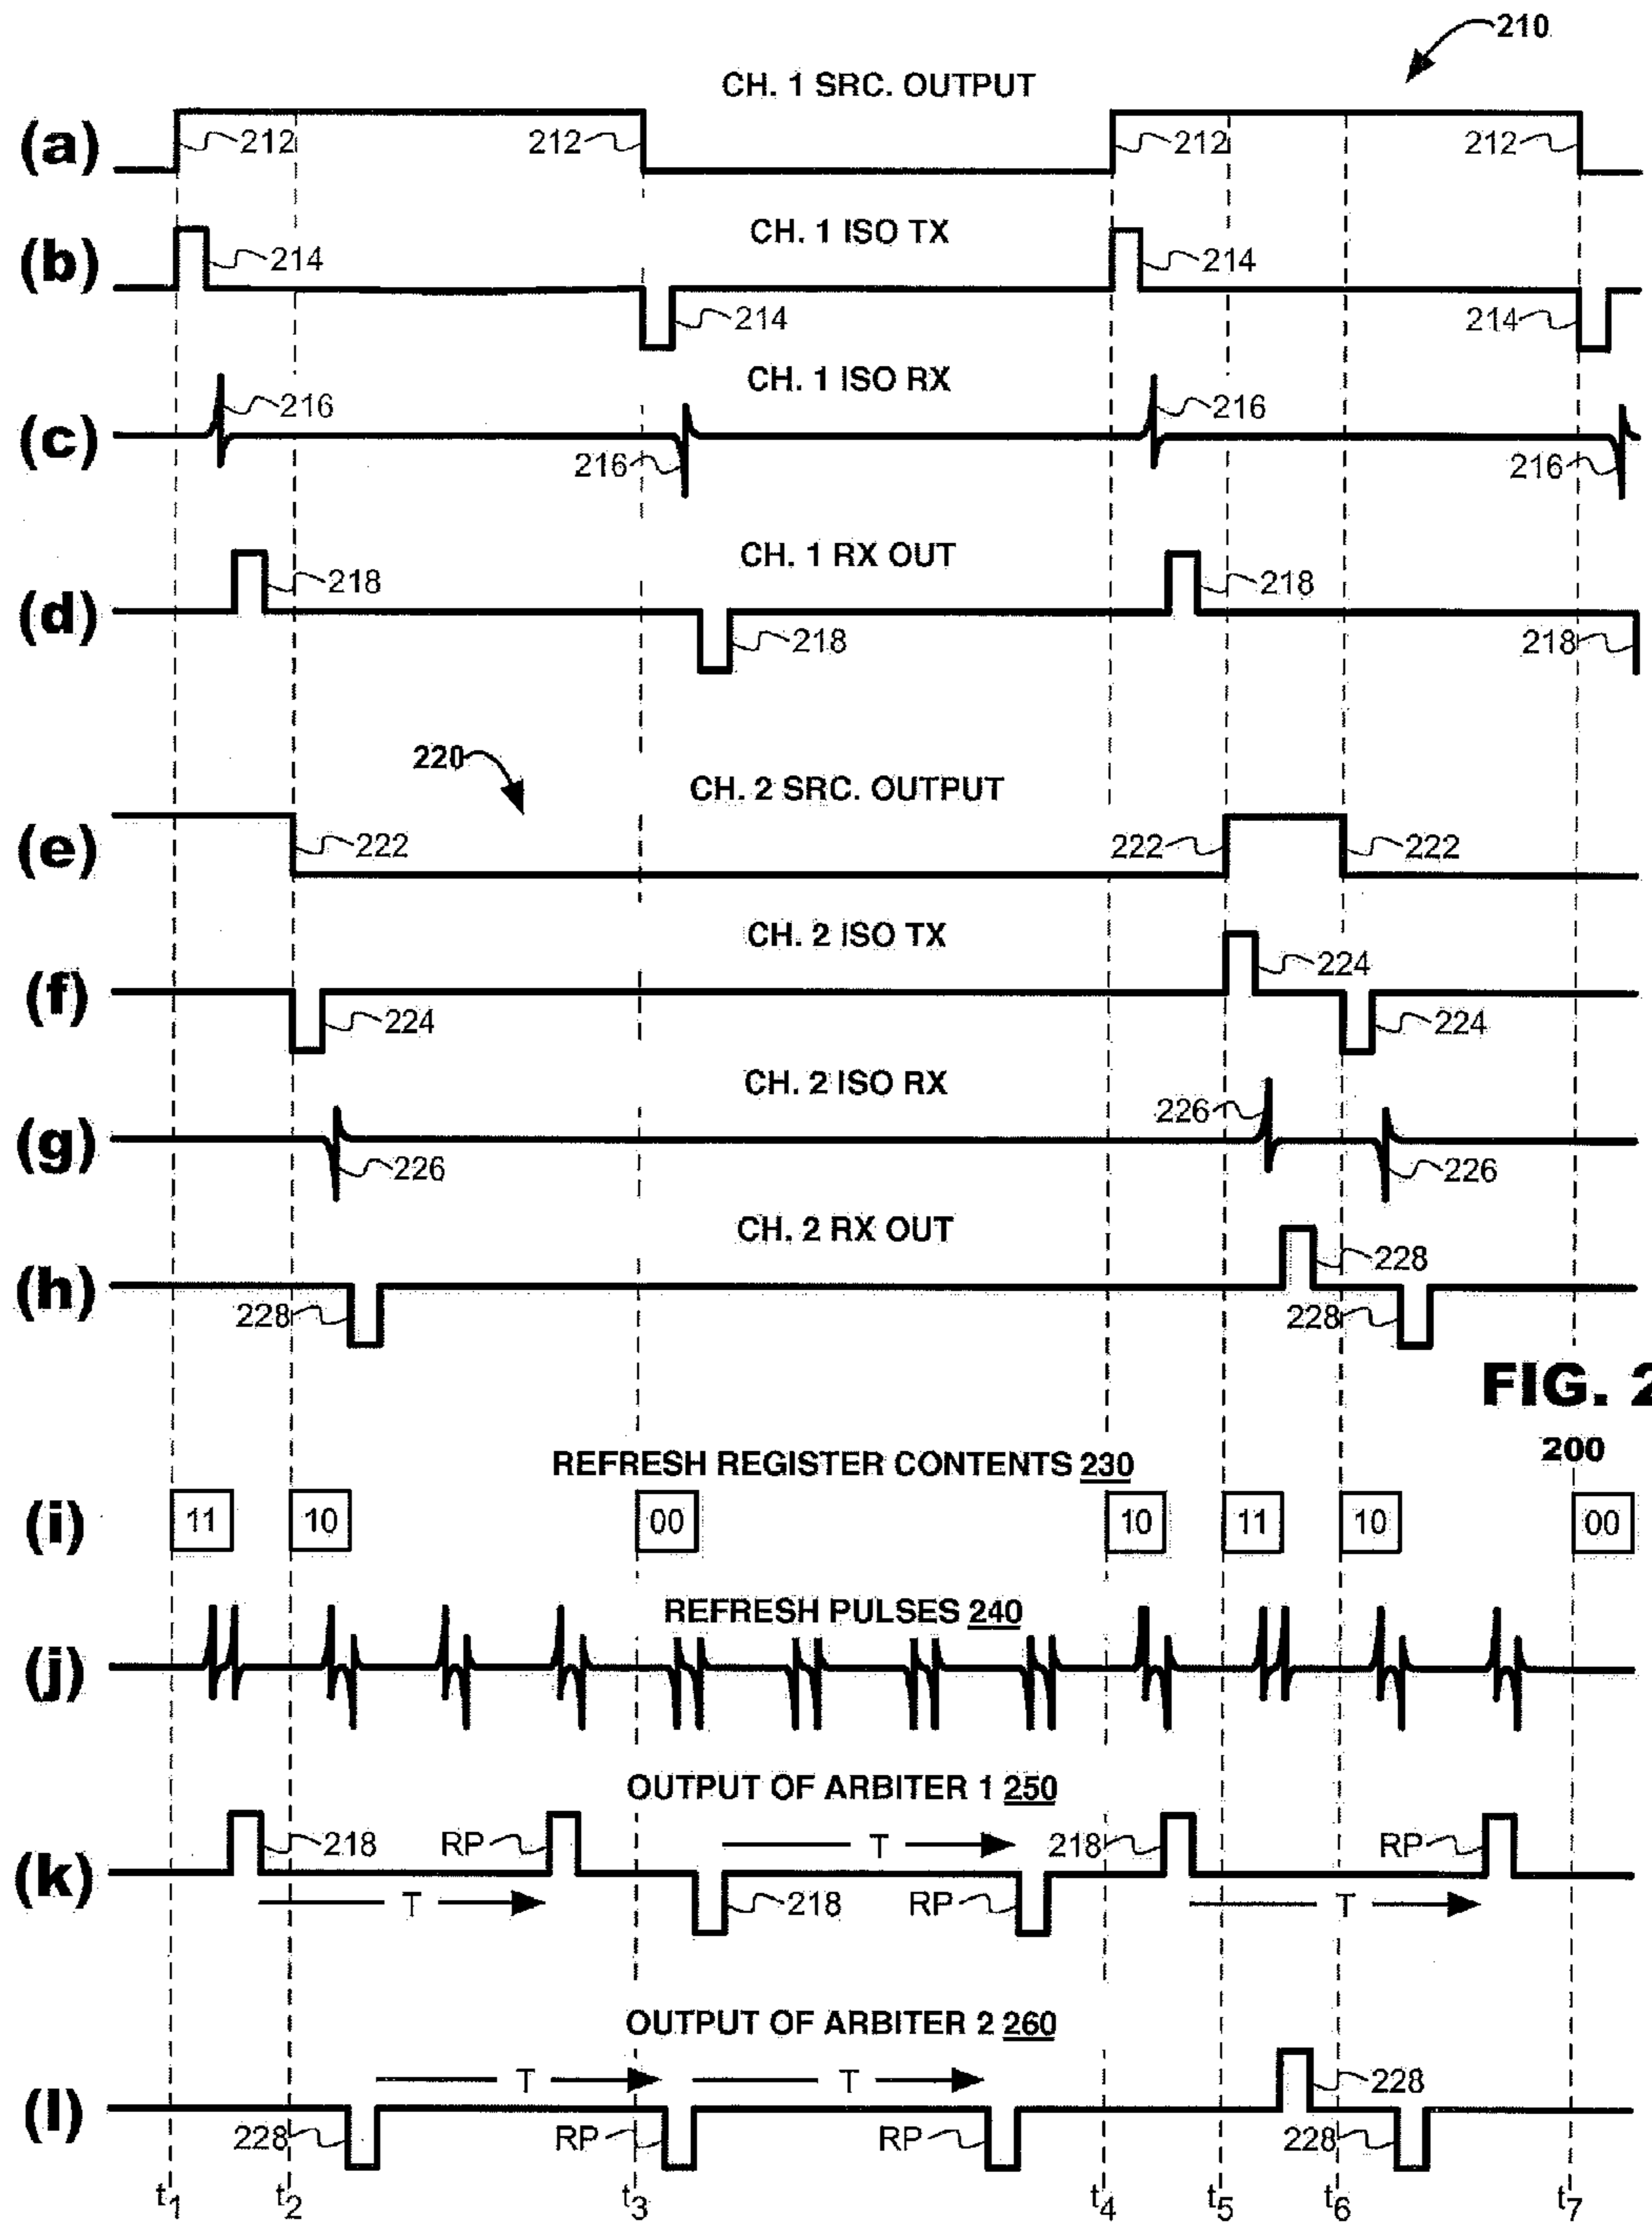 210
CH. 1 SRC. OUTPUT
(a) 212 212 212 212
CH. 1 ISO TX
(b) 214 214 214 214
CH. 1 ISO RX
(c) 216 216 216 216
CH. 1 RX OUT
(d) 218 218 218 218
220
CH. 2 SRC. OUTPUT
(e) 222 222 222
CH. 2 ISO TX
(f) 224 224 224
CH. 2 ISO RX
(g) 226 226 226
CH. 2 RX OUT
(h) 228 228 228
FIG. 2
200
REFRESH REGISTER CONTENTS 230
(i) 11 10 00 10 11 10 00
REFRESH PULSES 240
(j)
OUTPUT OF ARBITER 1 250
(k) 218 T RP 218 T RP 218 T RP
OUTPUT OF ARBITER 2 260
(l) 228 T RP T RP 228 228
t1 t2 t3 t4 t5 t6 t7